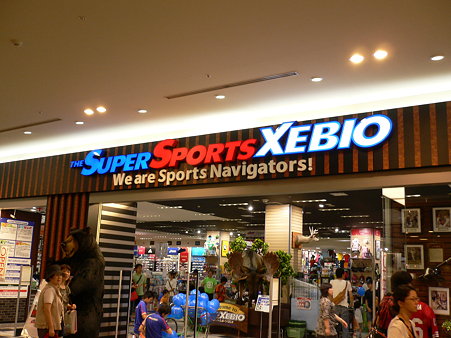 THE SUPER SPORTS XEBIO
We are Sports Navigators!
XEBIO